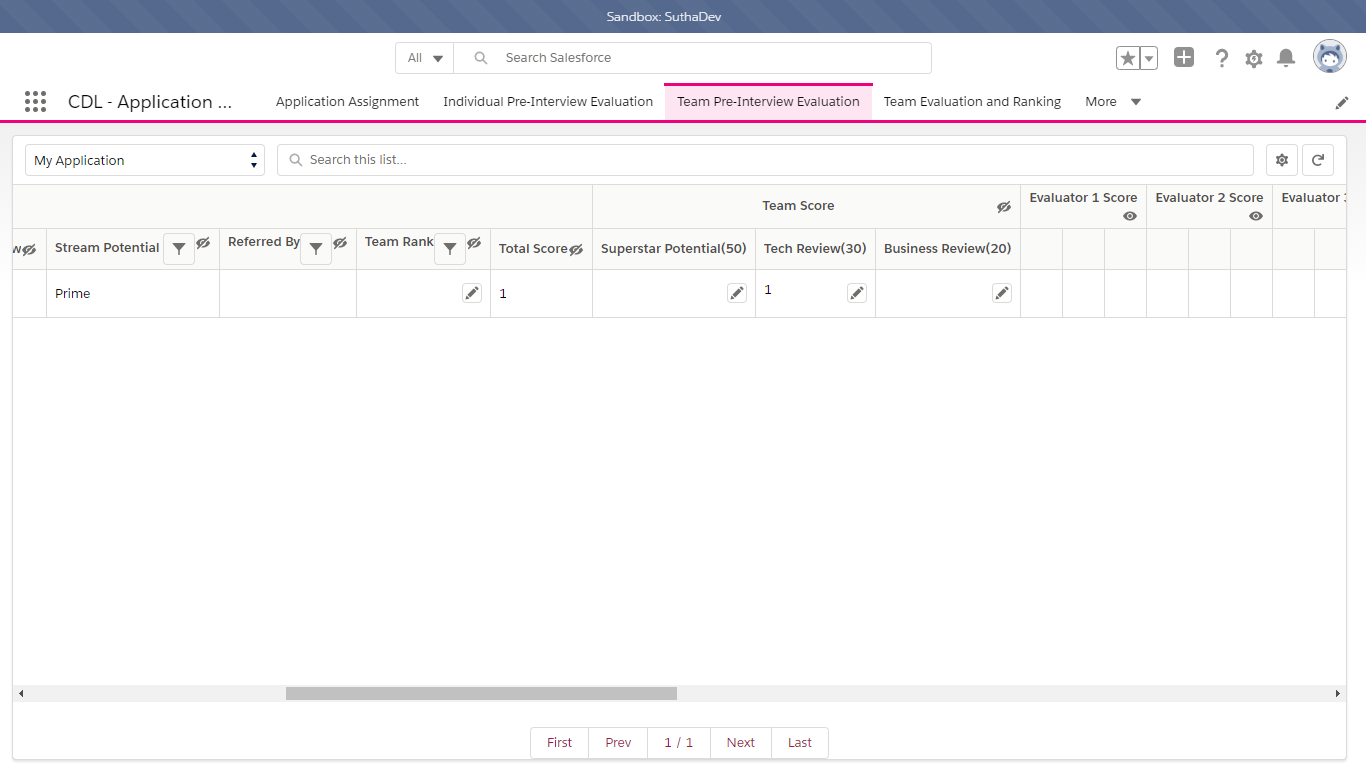 Sandbox: SuthaDev
All
Search Salesforce
CDL - Application ...
Application Assignment
Individual Pre-Interview Evaluation
Team Pre-Interview Evaluation
Team Evaluation and Ranking
More
My Application
Search this list...
Team Score
Evaluator 1 Score
Evaluator 2 Score
Evaluator
Stream Potential
Referred By
Team Rank
Total Score
Superstar Potential(50)
Tech Review(30)
Business Review(20)
Prime
1
1
First
Prev
1 / 1
Next
Last